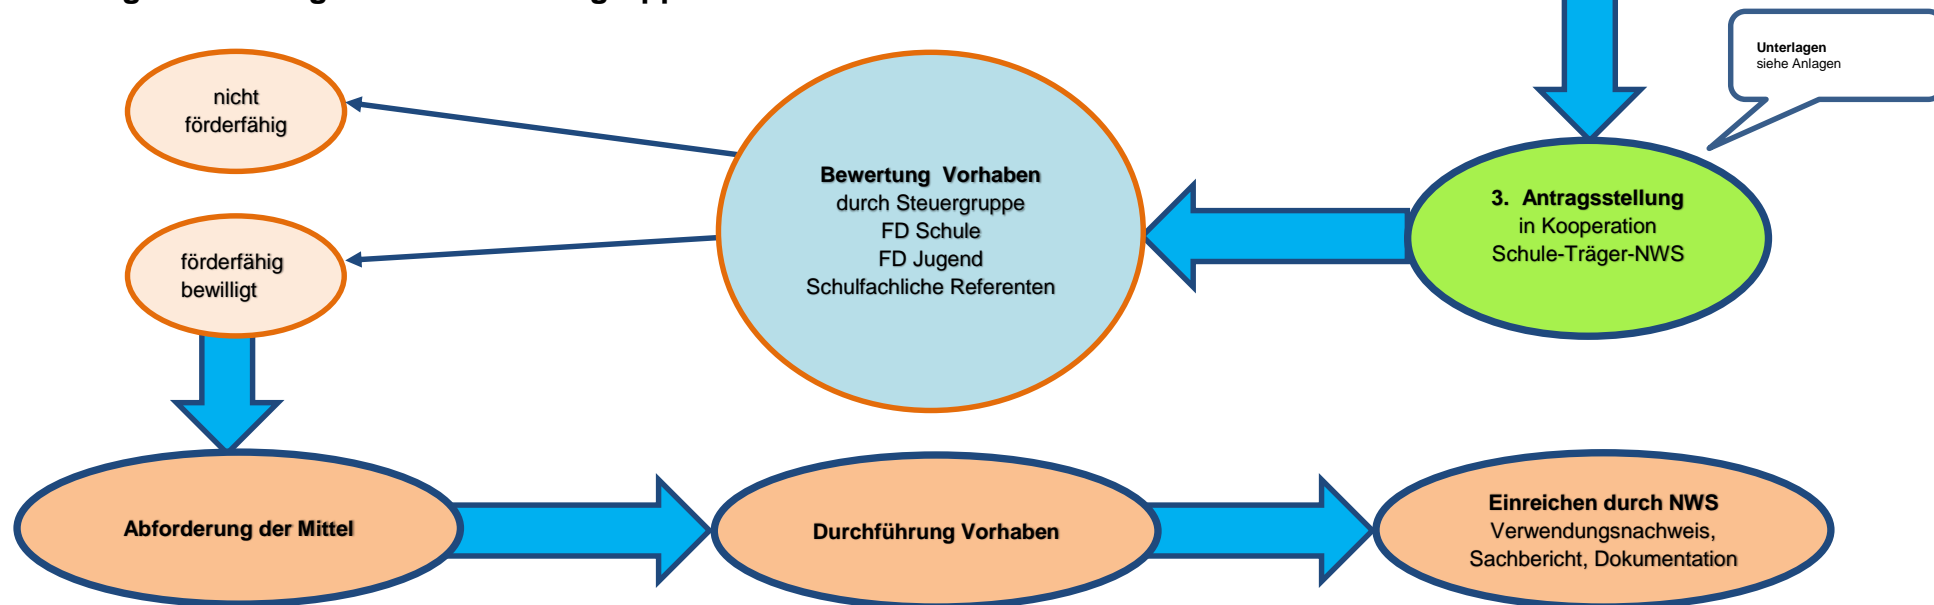 Unterlagen
siehe Anlagen
nicht
förderfähig
Bewertung Vorhaben
durch Steuergruppe
FD Schule
FD Jugend
Schulfachliche Referenten
3. Antragsstellung
in Kooperation
Schule-Träger-NWS
förderfähig
bewilligt
Abforderung der Mittel
Durchführung Vorhaben
Einreichen durch NWS
Verwendungsnachweis,
Sachbericht, Dokumentation